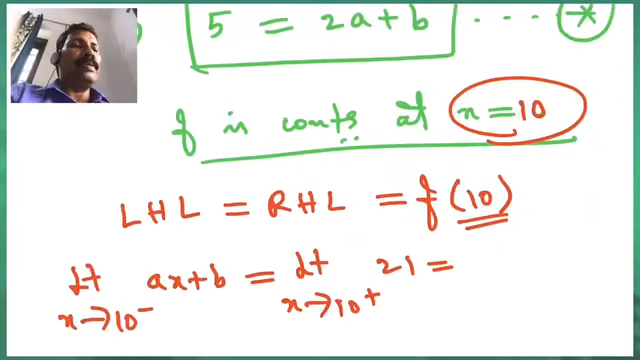 5 = 2a+b ... *
f is conts at x=10
LHL = RHL = f(10)
lt ax+b = lt 21 =
x→10⁻ x→10⁺